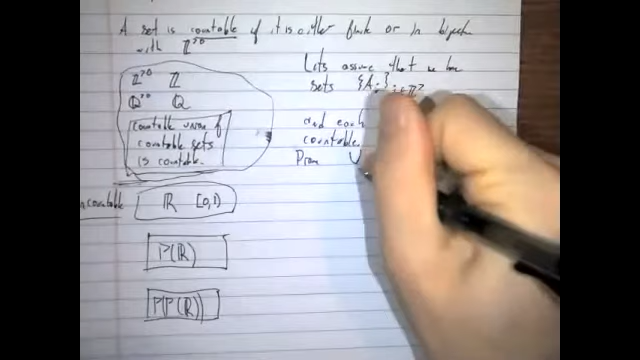 A set is countable if it is either finite or in bijection
with ℤ^>0
ℤ^>0 ℤ
ℚ^>0 ℚ
countable union of
countable sets
is countable.
uncountable ℝ [0,1)
P(ℝ)
P(P(ℝ))
Lets assume that we have
sets {A_i}
and each
countable.
Prove ∪